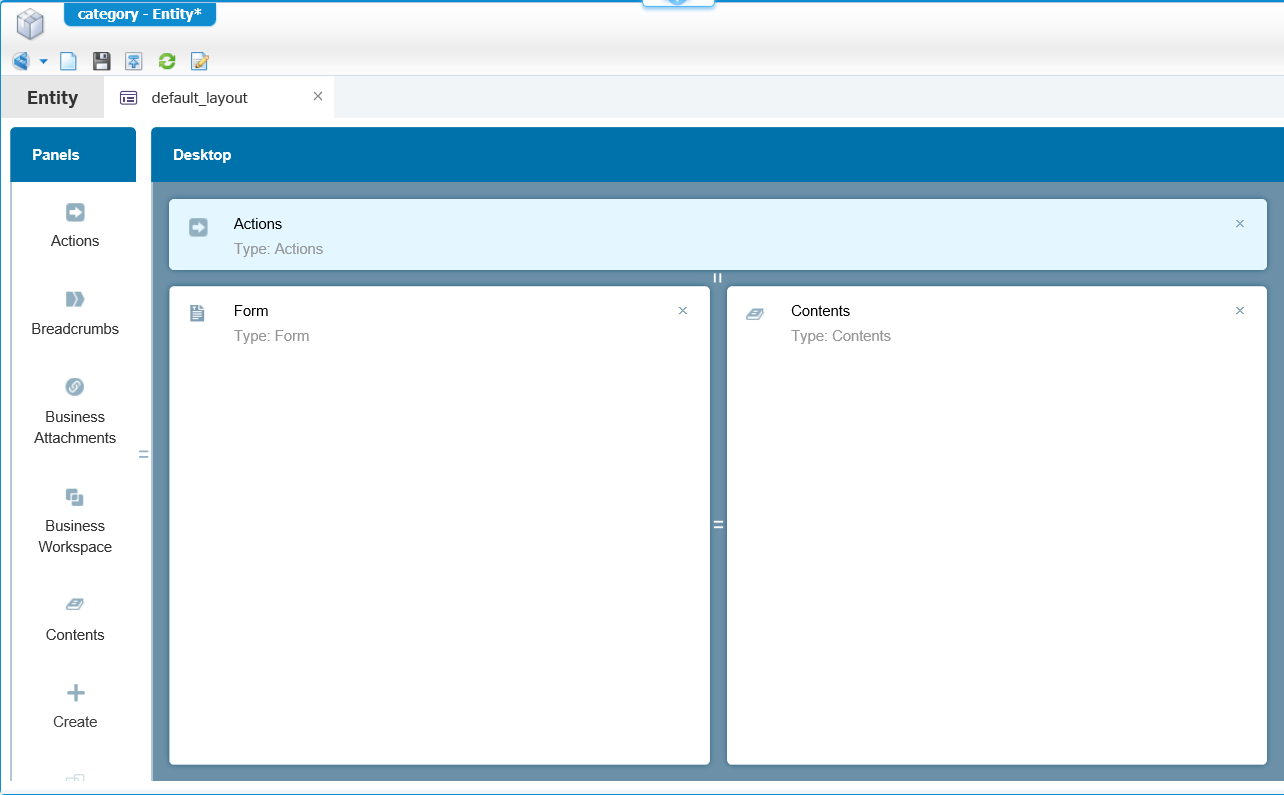 category - Entity*
Entity
default_layout
Panels
Desktop
Actions
Breadcrumbs
Business
Attachments
Business
Workspace
Contents
Create
Actions
Type: Actions
Form
Type: Form
Contents
Type: Contents